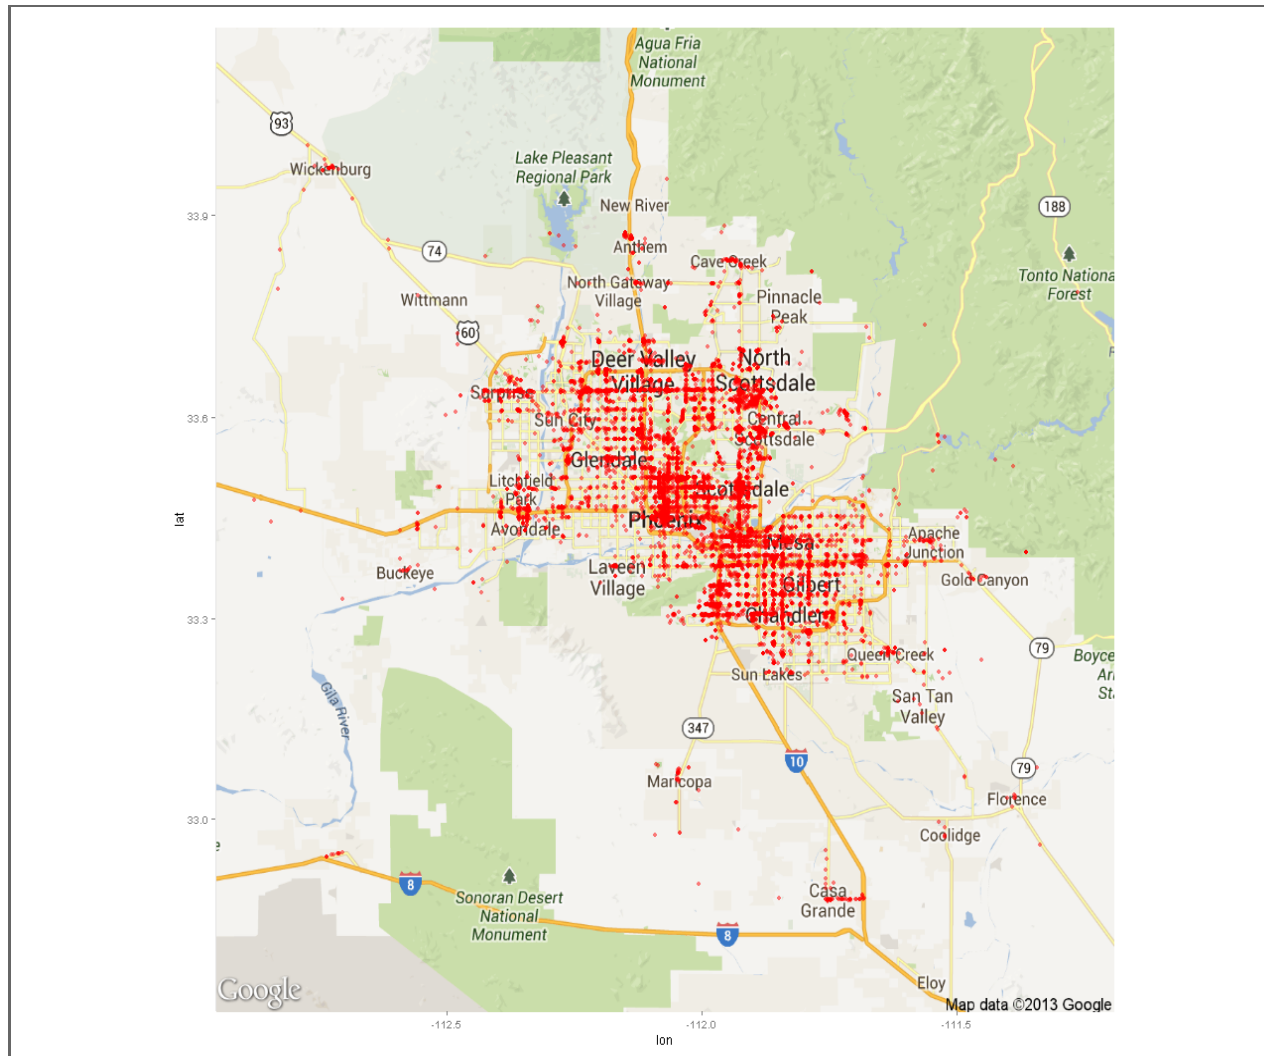 Agua Fria
National
Monument
93
Wickenburg
Lake Pleasant
Regional Park
New River
188
33.9
Anthem
74
Cave Creek
Tonto Nationa
Forest
North Gateway
Village
Wittmann
Pinnacle
Peak
60
Deer Valley
Village
North
Scottsdale
Surprise
33.6
Sun City
Central
Scottsdale
Glendale
Litchfield
Park
Scottsdale
lat
Phoenix
Avondale
Mesa
Apache
Junction
Buckeye
Laveen
Village
Gilbert
Gold Canyon
33.3
Chandler
79
Queen Creek
Boyce
Ar
Sta
Sun Lakes
Gila River
San Tan
Valley
347
10
79
Maricopa
Florence
33.0
Coolidge
e
8
Sonoran Desert
National
Monument
Casa
Grande
8
Eloy
Google
Map data ©2013 Google
-112.5
-112.0
-111.5
lon